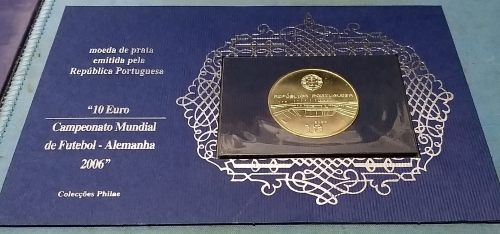 moeda de prata
emitida pela
República Portuguesa
"10 Euro
Campeonato Mundial
de Futebol - Alemanha
2006"
Colecções Philae
REPÚBLICA PORTUGUESA